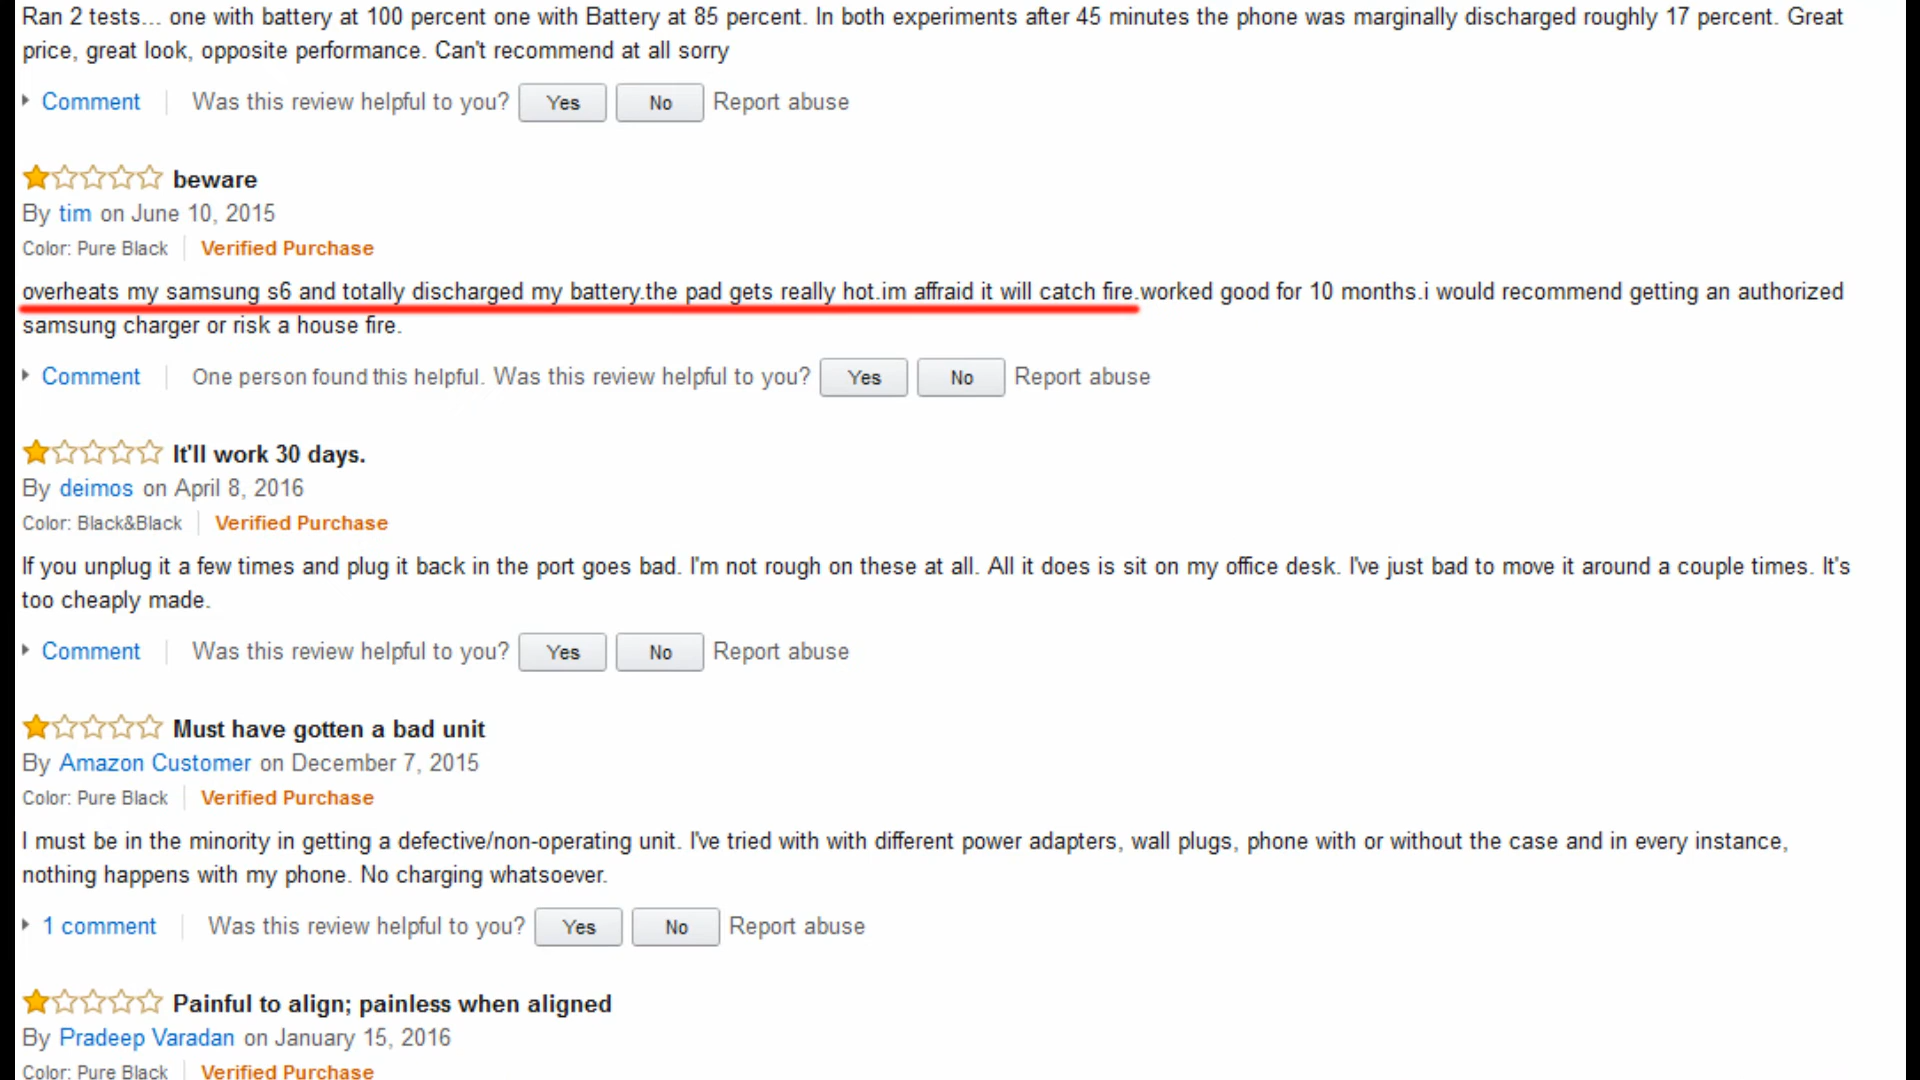 Ran 2 tests... one with battery at 100 percent one with Battery at 85 percent. In both experiments after 45 minutes the phone was marginally discharged roughly 17 percent. Great
price, great look, opposite performance. Can't recommend at all sorry
Comment Was this review helpful to you? Yes No Report abuse
beware
By tim on June 10, 2015
Color: Pure Black Verified Purchase
overheats my samsung s6 and totally discharged my battery.the pad gets really hot.im affraid it will catch fire.worked good for 10 months.i would recommend getting an authorized
samsung charger or risk a house fire.
Comment One person found this helpful. Was this review helpful to you? Yes No Report abuse
It'll work 30 days.
By deimos on April 8, 2016
Color: Black&Black Verified Purchase
If you unplug it a few times and plug it back in the port goes bad. I'm not rough on these at all. All it does is sit on my office desk. I've just bad to move it around a couple times. It's
too cheaply made.
Comment Was this review helpful to you? Yes No Report abuse
Must have gotten a bad unit
By Amazon Customer on December 7, 2015
Color: Pure Black Verified Purchase
I must be in the minority in getting a defective/non-operating unit. I've tried with with different power adapters, wall plugs, phone with or without the case and in every instance,
nothing happens with my phone. No charging whatsoever.
1 comment Was this review helpful to you? Yes No Report abuse
Painful to align; painless when aligned
By Pradeep Varadan on January 15, 2016
Color: Pure Black Verified Purchase